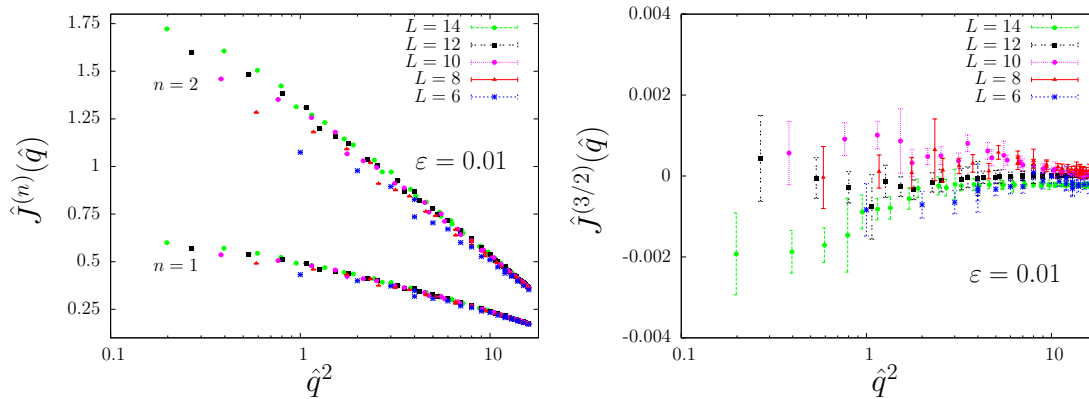 Ĵ⁽ⁿ⁾(q̂)
1.75
1.5
1.25
1
0.75
0.5
0.25
n = 2
n = 1
L = 14
L = 12
L = 10
L = 8
L = 6
ε = 0.01
0.1
1
10
q̂²
Ĵ⁽³ᐟ²⁾(q̂)
0.004
0.002
0
-0.002
-0.004
L = 14
L = 12
L = 10
L = 8
L = 6
ε = 0.01
0.1
1
10
q̂²